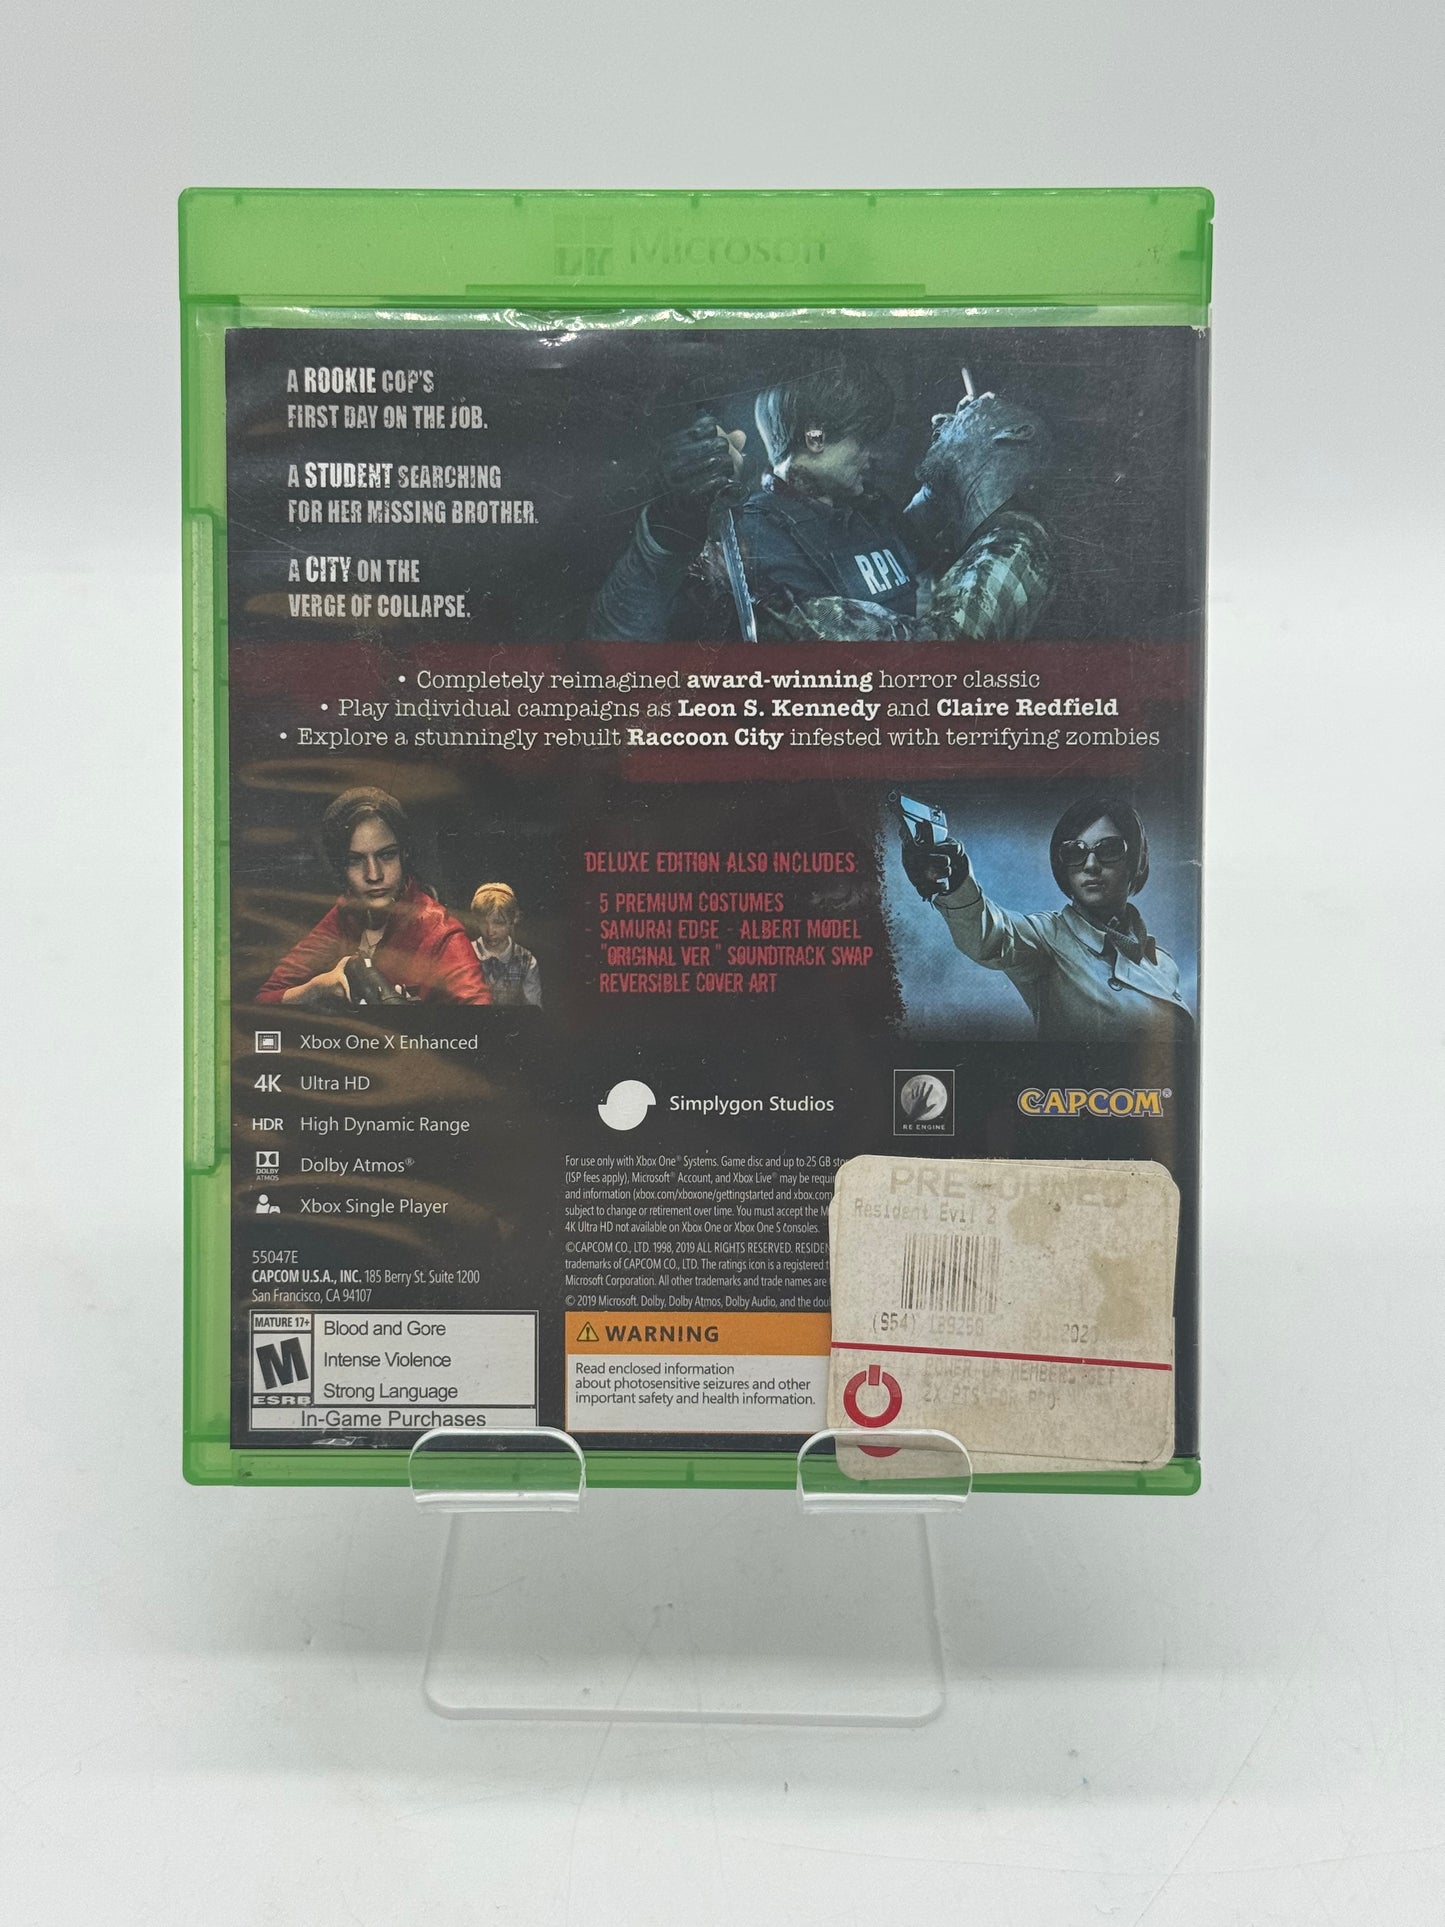 Microsoft
A ROOKIE COP'S
FIRST DAY ON THE JOB.
A STUDENT SEARCHING
FOR HER MISSING BROTHER.
A CITY ON THE
VERGE OF COLLAPSE.
R.P.D.
• Completely reimagined award-winning horror classic
• Play individual campaigns as Leon S. Kennedy and Claire Redfield
• Explore a stunningly rebuilt Raccoon City infested with terrifying zombies
DELUXE EDITION ALSO INCLUDES:
- 5 PREMIUM COSTUMES
- SAMURAI EDGE - ALBERT MODEL
- "ORIGINAL VER." SOUNDTRACK SWAP
- REVERSIBLE COVER ART
Xbox One X Enhanced
4K Ultra HD
HDR High Dynamic Range
DOLBY ATMOS Dolby Atmos®
Xbox Single Player
Simplygon Studios
RE ENGINE
CAPCOM®
55047E
CAPCOM U.S.A., INC. 185 Berry St. Suite 1200
San Francisco, CA 94107
MATURE 17+
M
ESRB
Blood and Gore
Intense Violence
Strong Language
In-Game Purchases
For use only with Xbox One® Systems. Game disc and up to 25 GB
(ISP fees apply), Microsoft® Account, and Xbox Live® may be
and information (xbox.com/xboxone/gettingstarted and xbox.com
subject to change or retirement over time. You must accept the
4K Ultra HD not available on Xbox One or Xbox One S consoles.
©CAPCOM CO., LTD. 1998, 2019 ALL RIGHTS RESERVED.
trademarks of CAPCOM CO., LTD. The ratings icon is a registered
Microsoft Corporation. All other trademarks and trade names are
© 2019 Microsoft. Dolby, Dolby Atmos, Dolby Audio, and the
WARNING
Read enclosed information
about photosensitive seizures and other
important safety and health information.
PRE-OWNED
Resident Evil 2
(S54)
POWER UP MEMBERS GET
2X